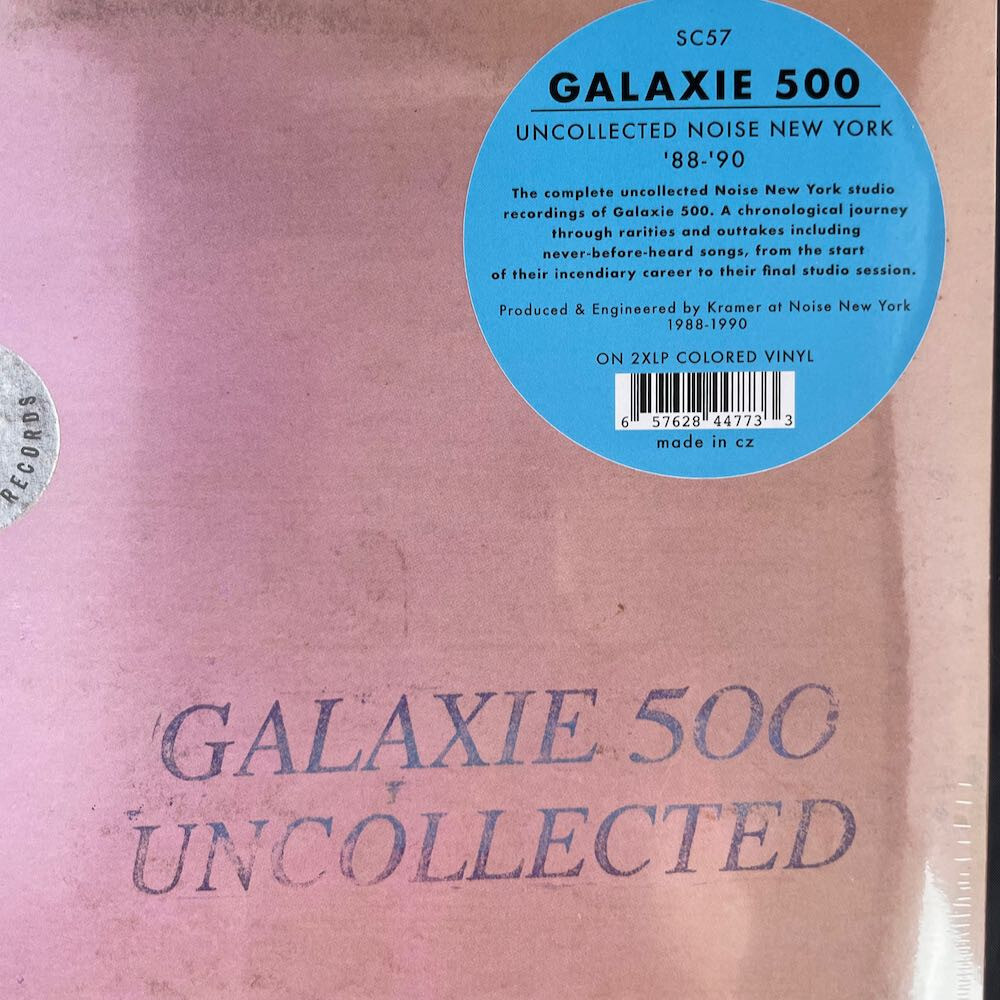 SC57
GALAXIE 500
UNCOLLECTED NOISE NEW YORK
'88-'90
The complete uncollected Noise New York studio
recordings of Galaxie 500. A chronological journey
through rarities and outtakes including
never-before-heard songs, from the start
of their incendiary career to their final studio session.
Produced & Engineered by Kramer at Noise New York
1988-1990
ON 2XLP COLORED VINYL
6 57628 44773 3
made in cz
RECORDS
GALAXIE 500
UNCOLLECTED